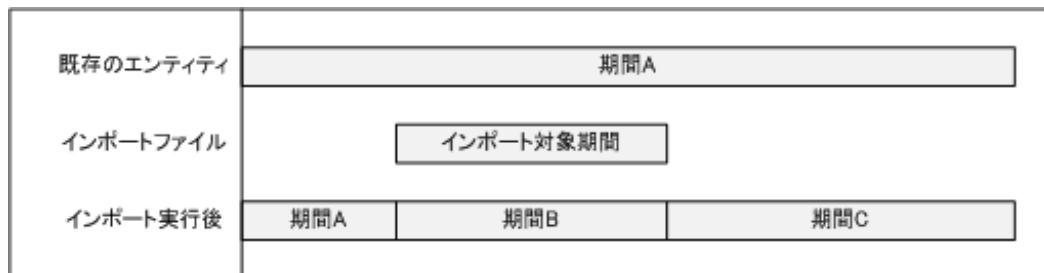 既存のエンティティ 期間A
インポートファイル インポート対象期間
インポート実行後 期間A 期間B 期間C